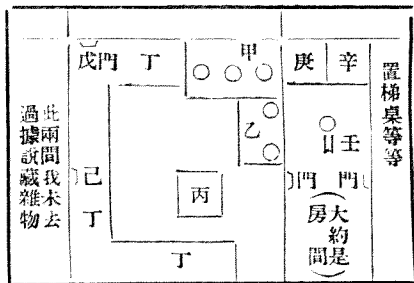 置梯桌等等
辛
庚
壬
門
門
(大約是
房間)
甲
乙
丙
丁
丁
戊門
己
丁
此兩間我未去
過據說藏雜物